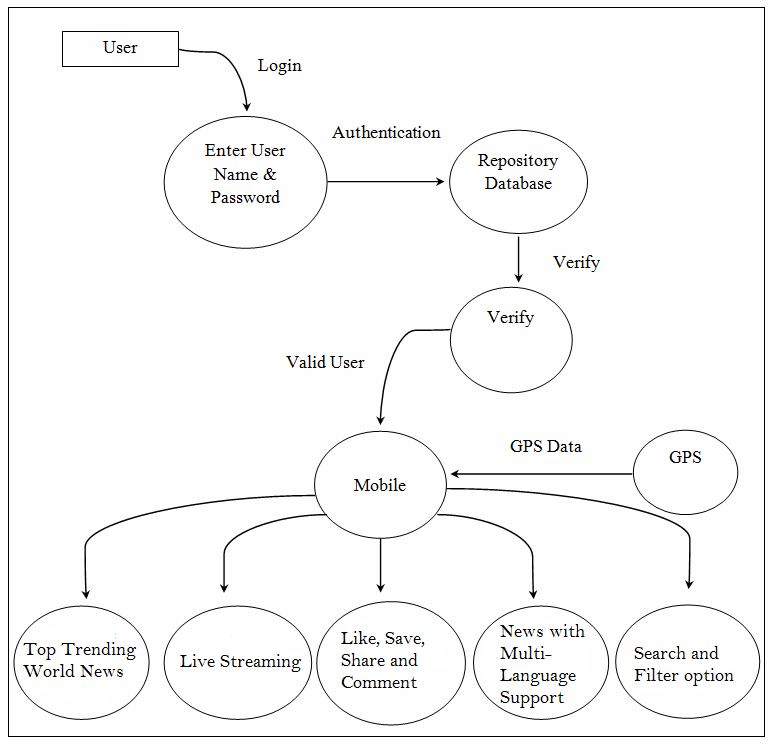 User
Login
Enter User
Name &
Password
Authentication
Repository
Database
Verify
Verify
Valid User
GPS Data
GPS
Mobile
Top Trending
World News
Live Streaming
Like, Save,
Share and
Comment
News with
Multi-
Language
Support
Search and
Filter option